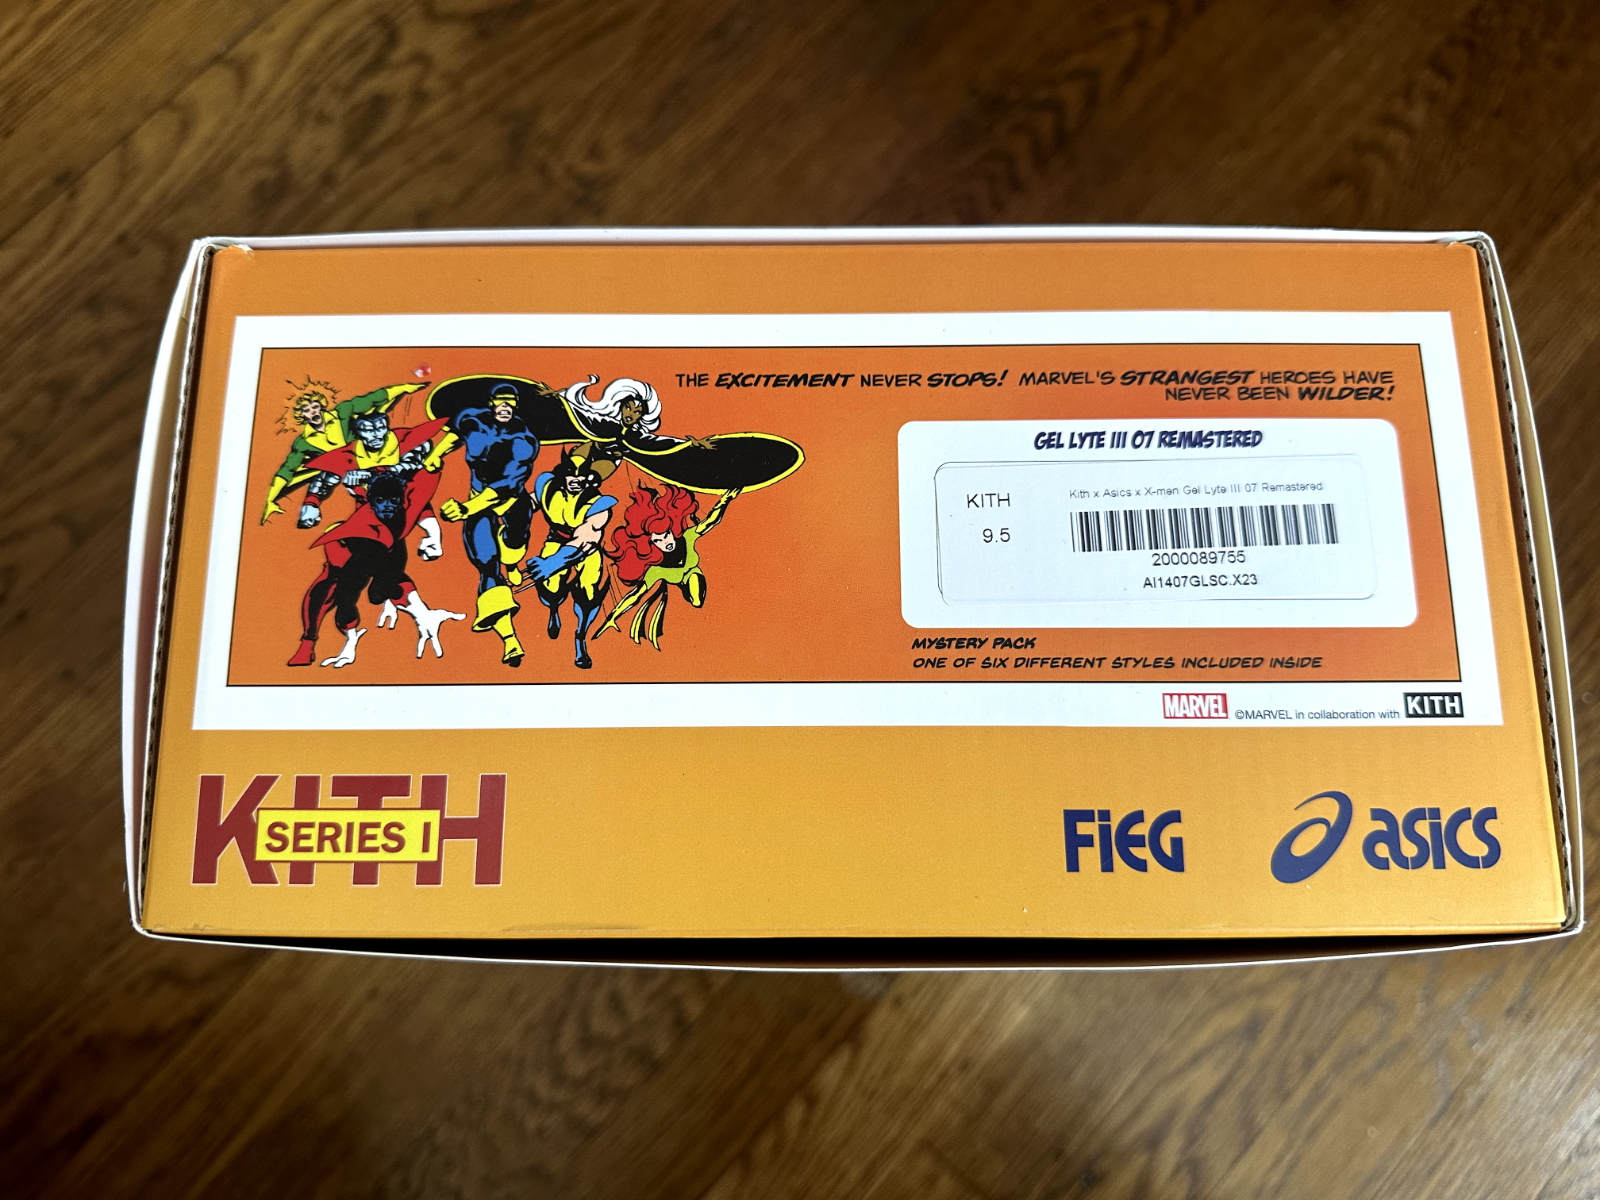 THE EXCITEMENT NEVER STOPS! MARVEL'S STRANGEST HEROES HAVE
NEVER BEEN WILDER!
GEL LYTE III 07 REMASTERED
KITH
9.5
Kith x Asics x X-men Gel Lyte III 07 Remastered
2000089755
AI1407GLSC.X23
MYSTERY PACK
ONE OF SIX DIFFERENT STYLES INCLUDED INSIDE
MARVEL ©MARVEL in collaboration with KITH
KITH
SERIES I
FiEG
asics